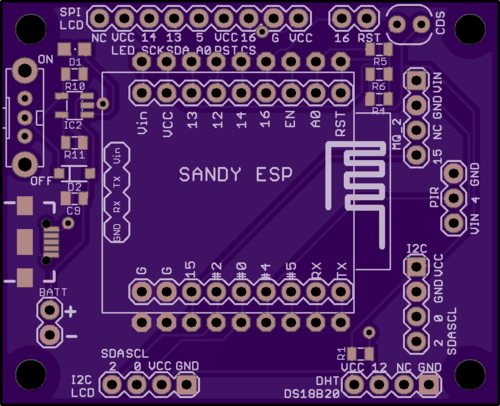 SPI
LCD
NC VCC 14 13 5 VCC 16 G VCC
LED SCK SDA A0 RST CS
16 RST
CDS
ON
D1
R10
IC2
R11
OFF
D2
C9
BATT
+
-
R5
R6
R4
Vin VCC 13 12 14 16 EN A0 RST
Vin
TX
RX
GND
SANDY ESP
MQ_2
VIN
GND
NC
15
PIR
GND
4
VIN
G G 15 #2 #0 #4 #5 RX TX
I2C
VCC
GND
0
2
SDASCL
R1
SDASCL
2 0 VCC GND
I2C
LCD
VCC 12 NC GND
DHT
DS18B20